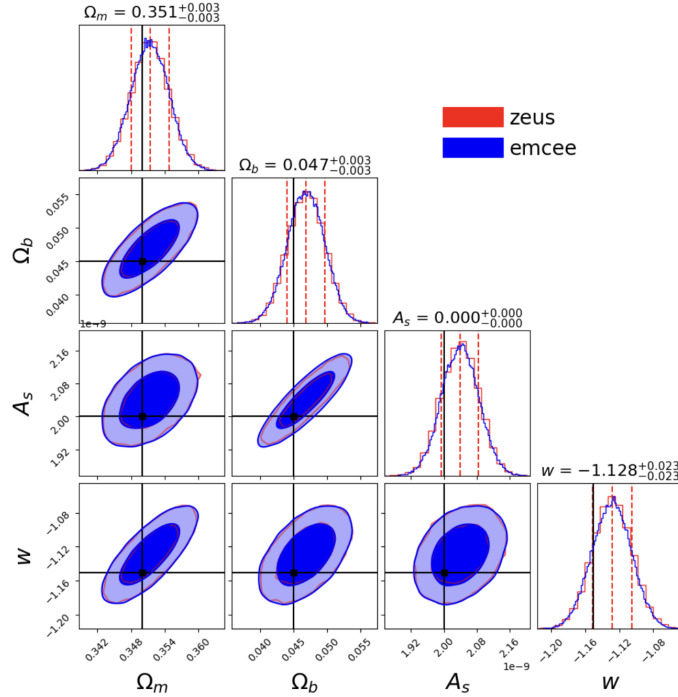 Ω_m = 0.351^{+0.003}_{-0.003}
zeus
emcee
Ω_b = 0.047^{+0.003}_{-0.003}
0.055
0.050
0.045
0.040
Ω_b
1e−9
A_s = 0.000^{+0.000}_{-0.000}
2.16
2.08
2.00
1.92
A_s
w = −1.128^{+0.023}_{-0.023}
−1.08
−1.12
−1.16
−1.20
w
0.342 0.348 0.354 0.360
0.040 0.045 0.050 0.055
1.92 2.00 2.08 2.16
1e−9
−1.20 −1.16 −1.12 −1.08
Ω_m Ω_b A_s w